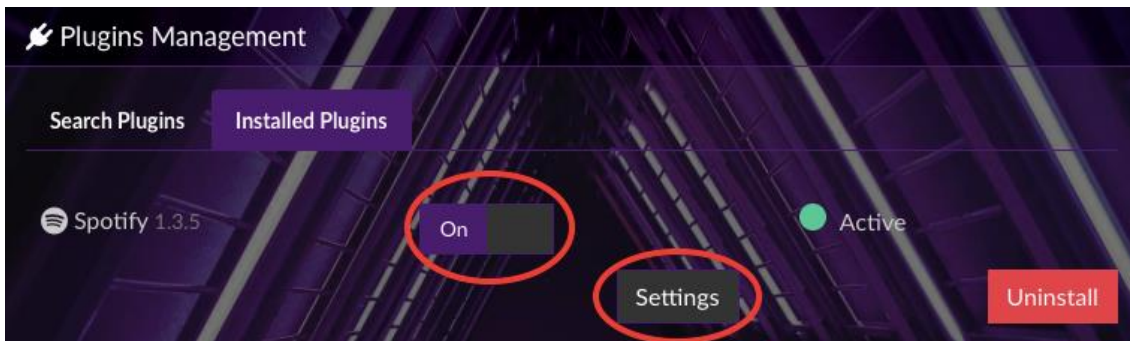 Plugins Management
Search Plugins Installed Plugins
Spotify 1.3.5 On Active
Settings Uninstall